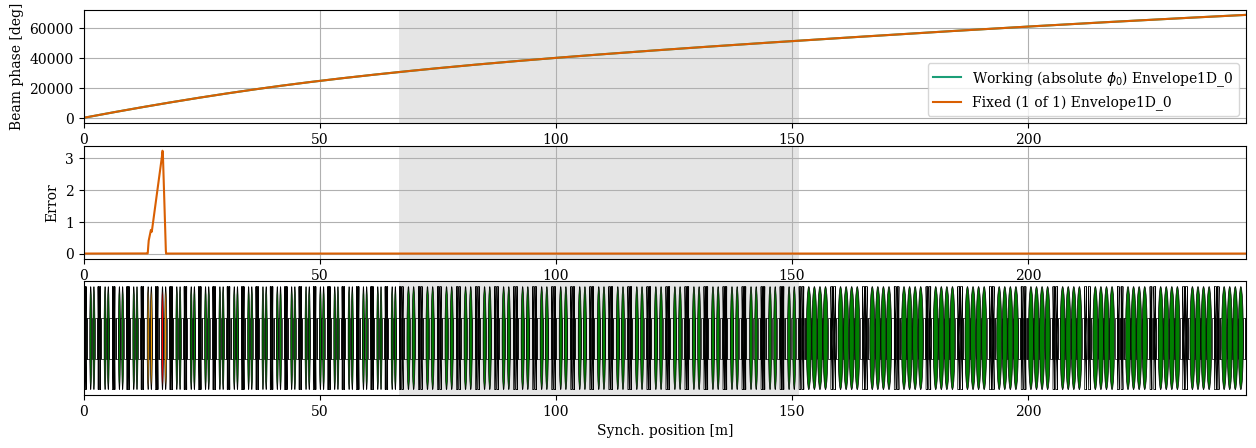 Beam phase [deg]
60000
40000
20000
0
Working (absolute ϕ₀) Envelope1D_0
Fixed (1 of 1) Envelope1D_0
0 50 100 150 200
Error
3
2
1
0
0 50 100 150 200
0 50 100 150 200
Synch. position [m]